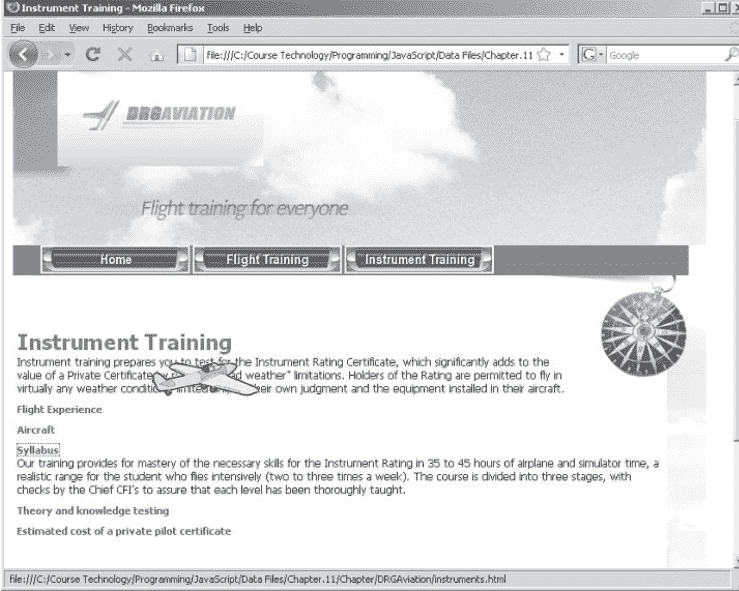 Instrument Training - Mozilla Firefox
File Edit View History Bookmarks Tools Help
file:///C:/Course Technology/Programming/JavaScript/Data Files/Chapter.11
G Google
DRGAVIATION
Flight training for everyone
Home Flight Training Instrument Training
Instrument Training
Instrument training prepares you to test for the Instrument Rating Certificate, which significantly adds to the
value of a Private Certificate weather" limitations. Holders of the Rating are permitted to fly in
virtually any weather their own judgment and the equipment installed in their aircraft.
Flight Experience
Aircraft
Syllabus
Our training provides for mastery of the necessary skills for the Instrument Rating in 35 to 45 hours of airplane and simulator time, a
realistic range for the student who flies intensively (two to three times a week). The course is divided into three stages, with
checks by the Chief CFI's to assure that each level has been thoroughly taught.
Theory and knowledge testing
Estimated cost of a private pilot certificate
file:///C:/Course Technology/Programming/JavaScript/Data Files/Chapter.11/Chapter/DRGAviation/instruments.html